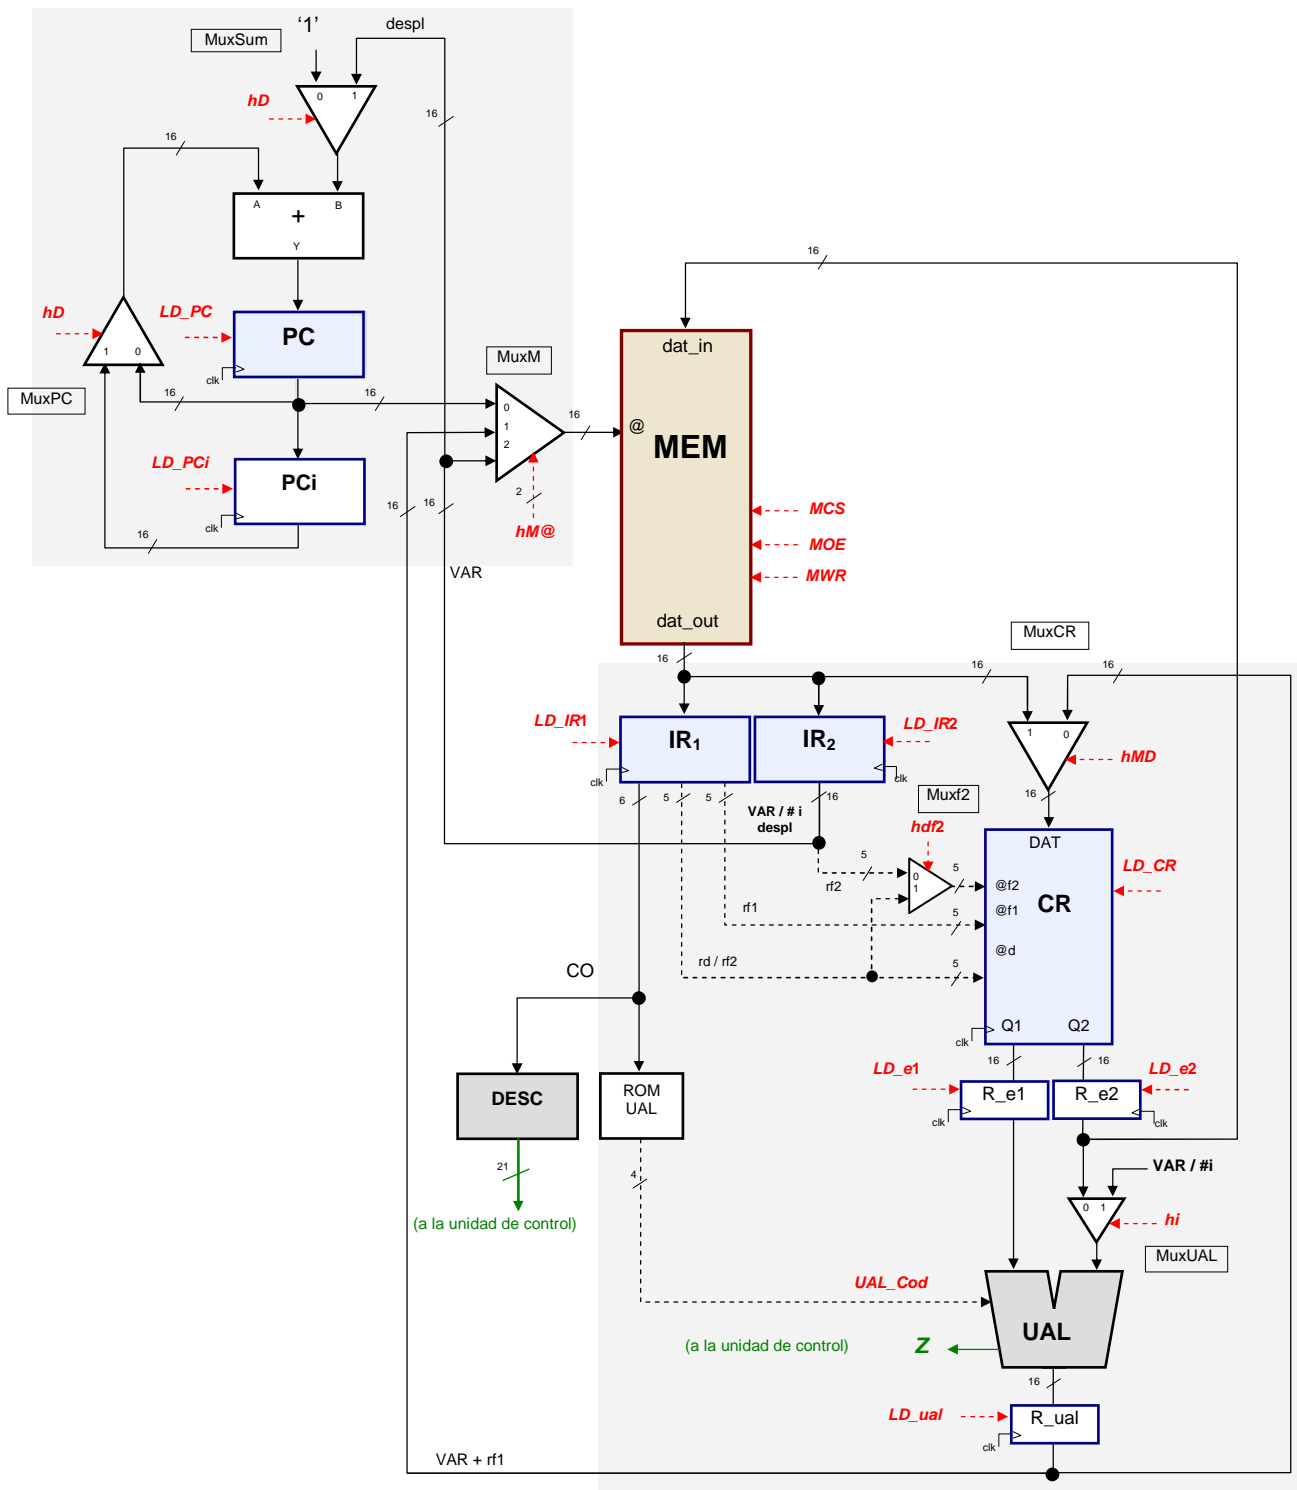 '1'
despl
MuxSum
0
1
hD
16
16
A
B
+
Y
16
hD
LD_PC
PC
dat_in
1
0
clk
MuxM
MuxPC
16
16
0
1
2
16
@
MEM
LD_PCi
PCi
clk
16
16
16
2
hM@
MCS
MOE
MWR
VAR
dat_out
MuxCR
16
16
16
LD_IR1
IR1
IR2
LD_IR2
1
0
hMD
clk
clk
6
5
5
16
Muxf2
16
VAR / # i
despl
hdf2
DAT
5
0
1
5
@f2
LD_CR
rf2
rf1
5
@f1
CR
rd / rf2
5
@d
CO
clk
Q1
Q2
16
16
LD_e1
LD_e2
DESC
ROM
UAL
R_e1
R_e2
clk
clk
21
4
VAR / #i
(a la unidad de control)
0
1
hi
MuxUAL
UAL_Cod
UAL
(a la unidad de control)
Z
16
LD_ual
R_ual
clk
VAR + rf1